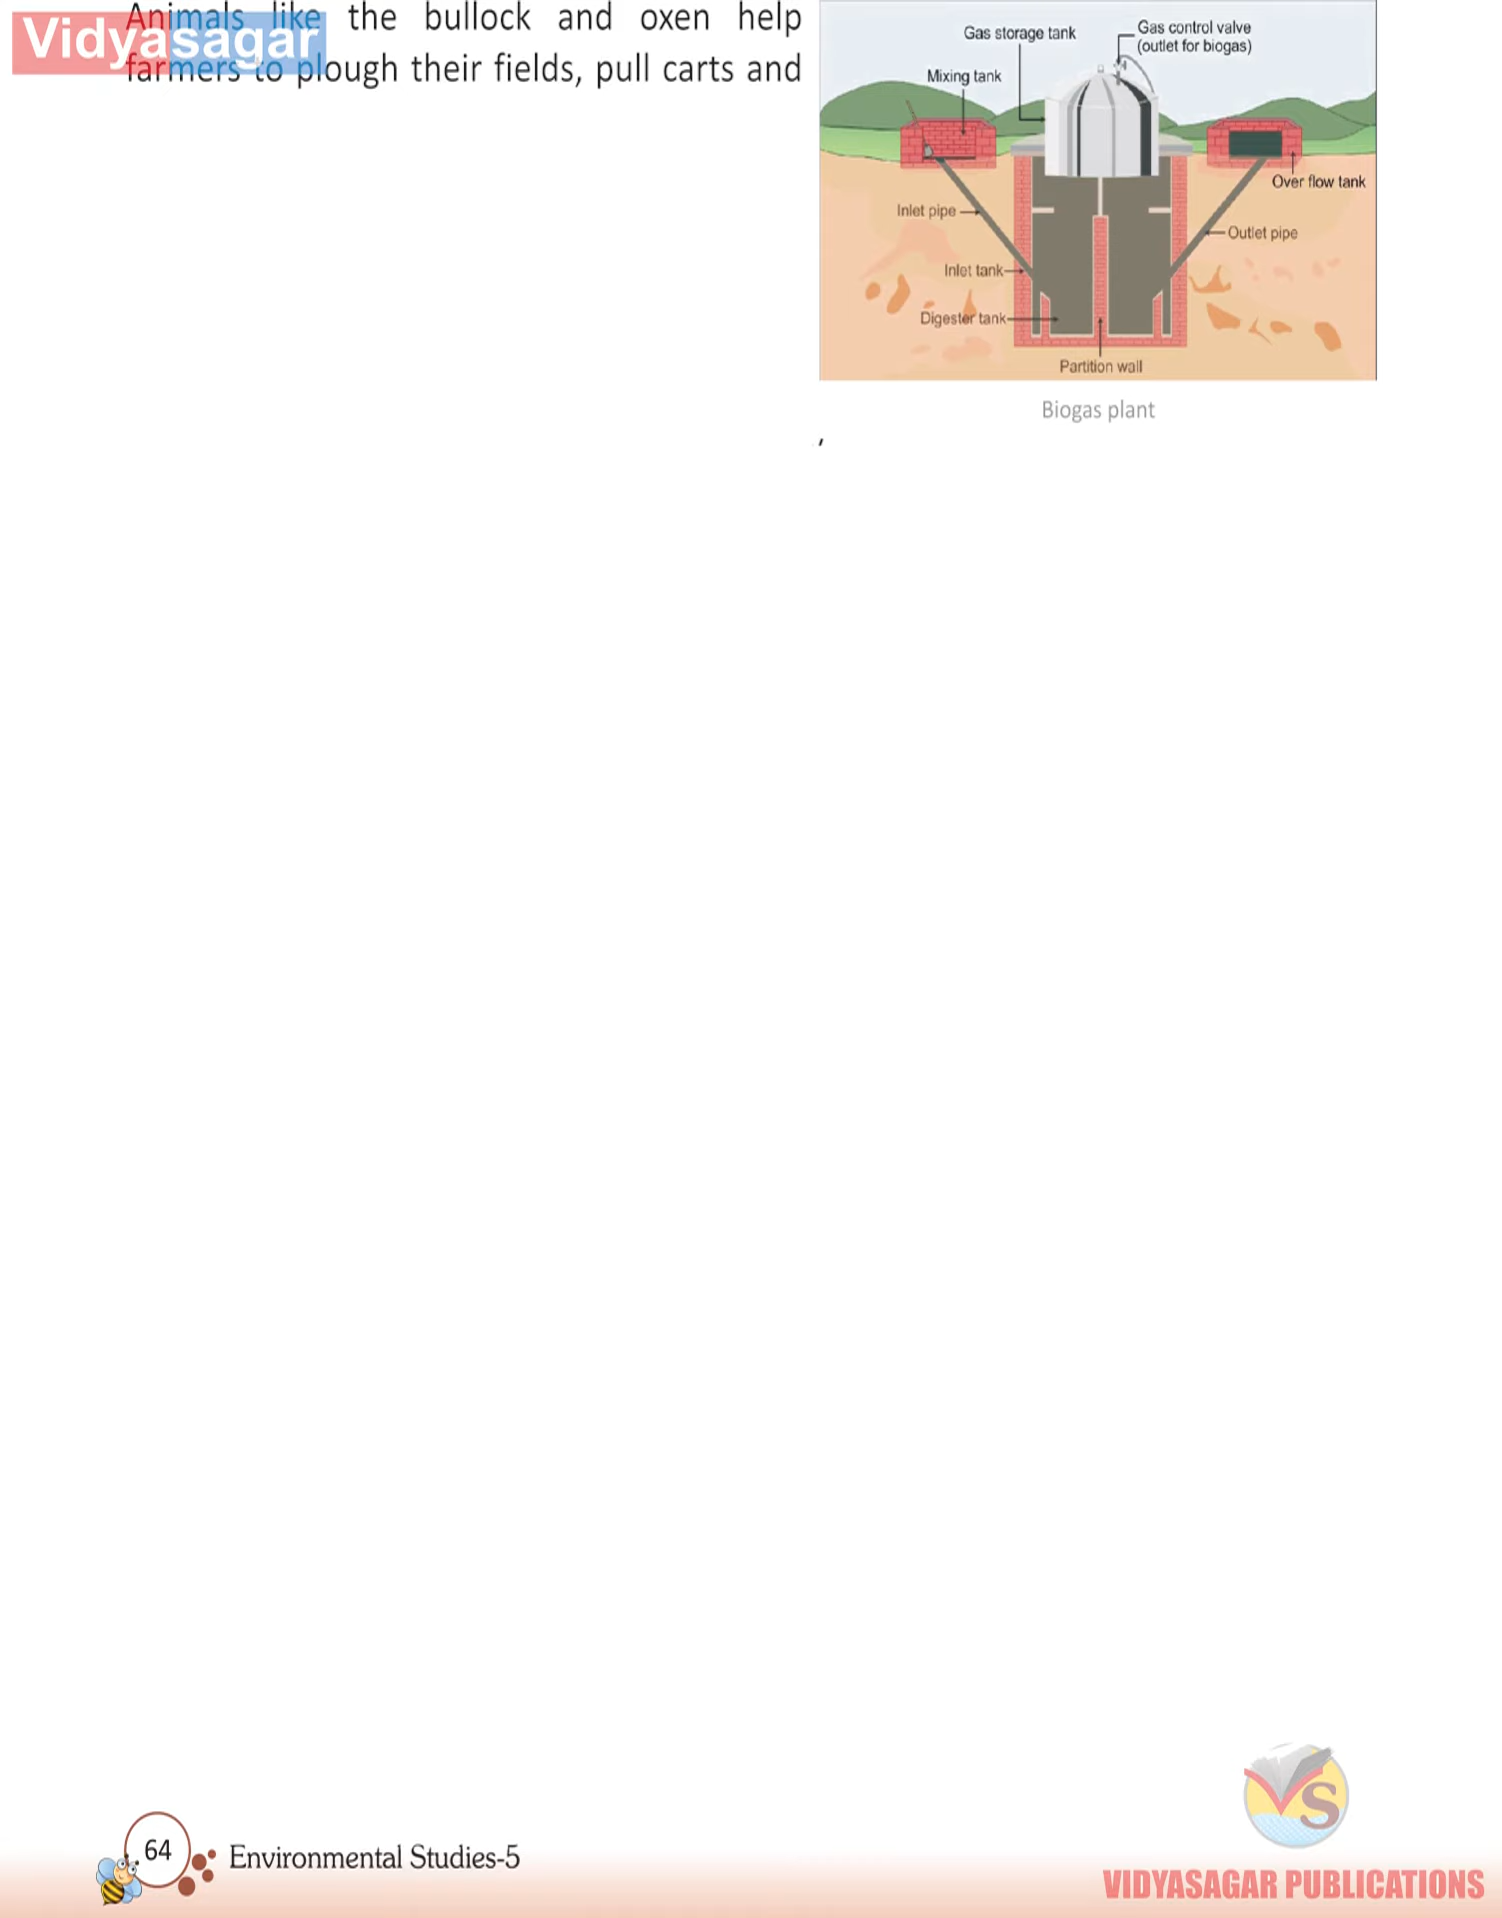 Vidyasagar
Animals like the bullock and oxen help
farmers to plough their fields, pull carts and
Gas storage tank
Gas control valve
(outlet for biogas)
Mixing tank
Over flow tank
Inlet pipe
Outlet pipe
Inlet tank
Digester tank
Partition wall
Biogas plant
,
64
Environmental Studies-5
VS
VIDYASAGAR PUBLICATIONS